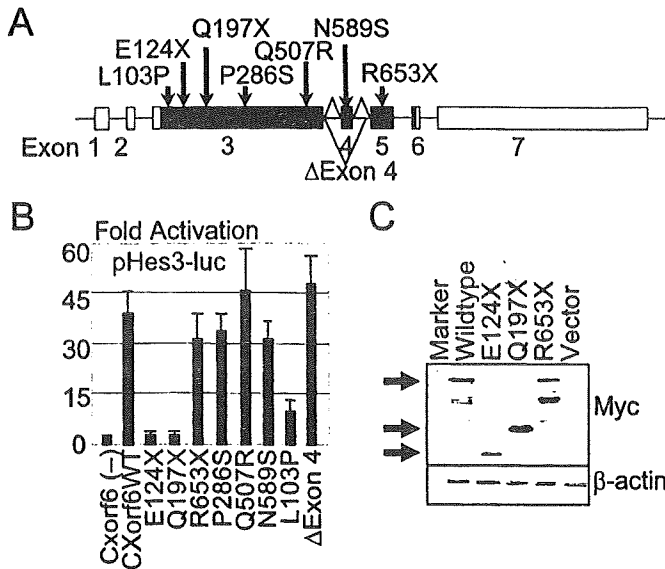 A
Q197X
N589S
E124X
Q507R
L103P
P286S
R653X
Exon 1
2
3
4
5
6
7
ΔExon 4
B
Fold Activation
60
pHes3-luc
45
30
15
0
Cxorf6 (–)
CXorf6WT
E124X
Q197X
R653X
P286S
Q507R
N589S
L103P
ΔExon 4
C
Marker
Wildtype
E124X
Q197X
R653X
Vector
Myc
β-actin